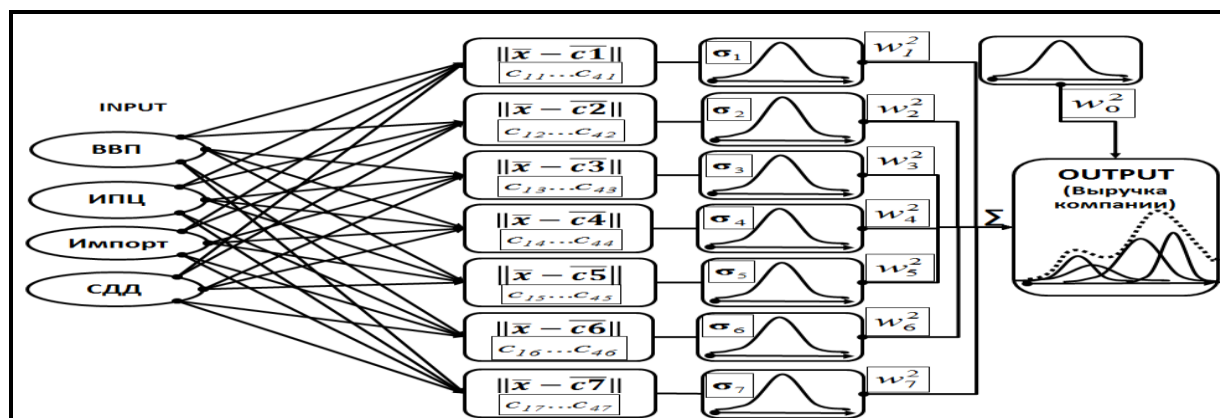 INPUT
ВВП
ИПЦ
Импорт
СДД
||x̄ − c̄1̄||
c₁₁...c₄₁
||x̄ − c̄2̄||
c₁₂...c₄₂
||x̄ − c̄3̄||
c₁₃...c₄₃
||x̄ − c̄4̄||
c₁₄...c₄₄
||x̄ − c̄5̄||
c₁₅...c₄₅
||x̄ − c̄6̄||
c₁₆...c₄₆
||x̄ − c̄7̄||
c₁₇...c₄₇
σ₁
σ₂
σ₃
σ₄
σ₅
σ₆
σ₇
w₁²
w₂²
w₃²
w₄²
w₅²
w₆²
w₇²
Σ
w₀²
OUTPUT
(Выручка
компании)